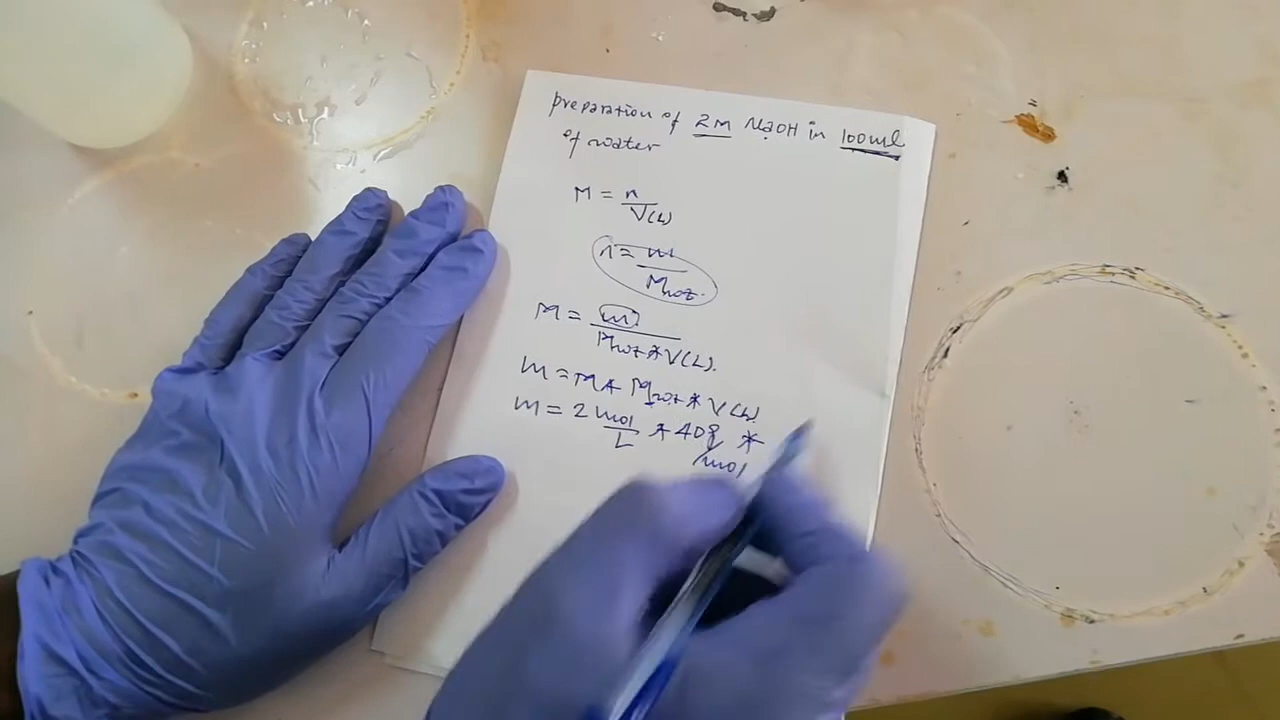 preparation of 2M NaOH in 100ml
of water
M = n/V(L)
n = m/Mwt.
M = m/Mwt * V(L).
m = M * Mwt * V(L)
m = 2 mol/L * 40g/mol *